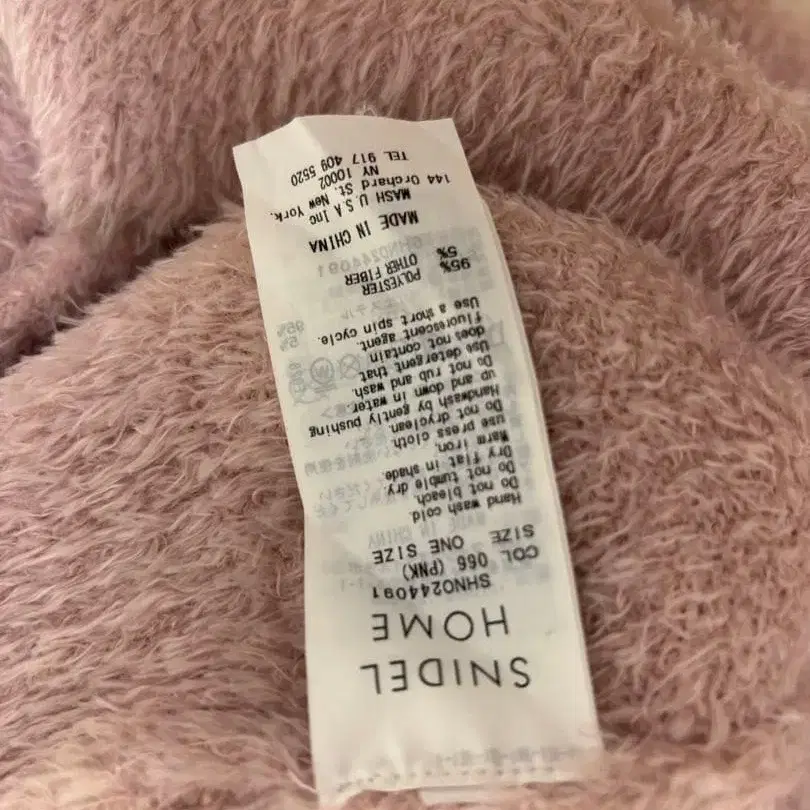 SNIDEL
HOME
SHNO244091
COL 066 (PNK)
SIZE ONE SIZE
Hand wash cold.
Do not bleach.
Do not tumble dry.
Dry flat in shade.
Warm iron.
use press cloth.
Do not dryclean.
Handwash by gently pushing
up and down in water
Do not rub and wash.
Use detergent that
does not contain
fluorescent agent.
Use a short spin cycle.
POLYESTER 95%
OTHER FIBER 5%
MADE IN CHINA
MASH U.S.A Inc
144 Orchard St. New York.
NY 10002
TEL 917 409 5520